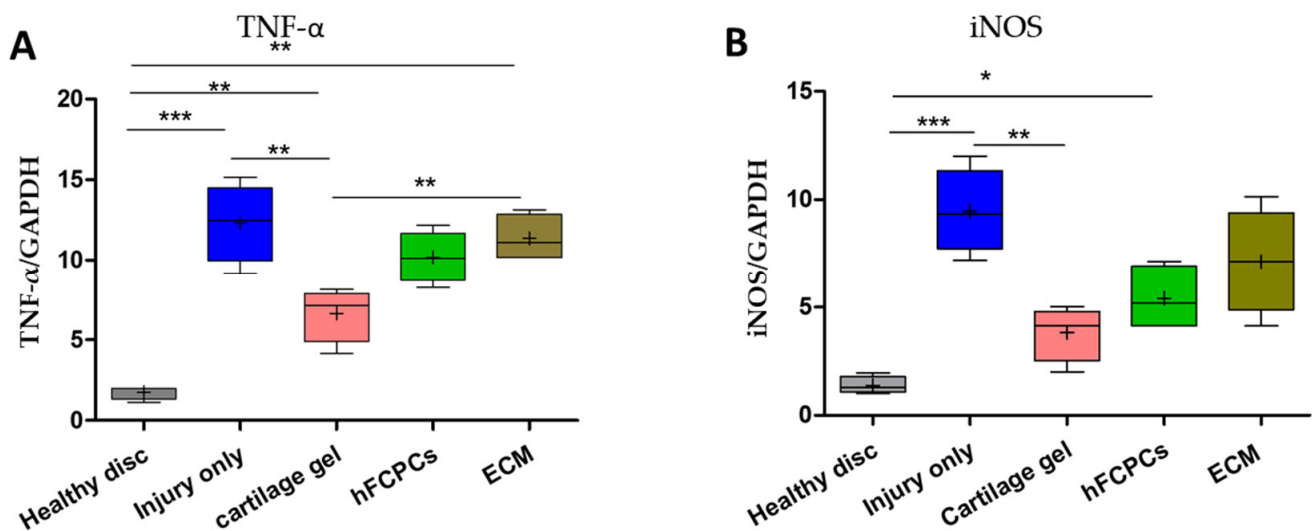 A
TNF-α
**
**
***
**
**
20
15
10
5
0
TNF-α/GAPDH
Healthy disc
Injury only
cartilage gel
hFCPCs
ECM
B
iNOS
*
***
**
15
10
5
0
iNOS/GAPDH
Healthy disc
Injury only
Cartilage gel
hFCPCs
ECM